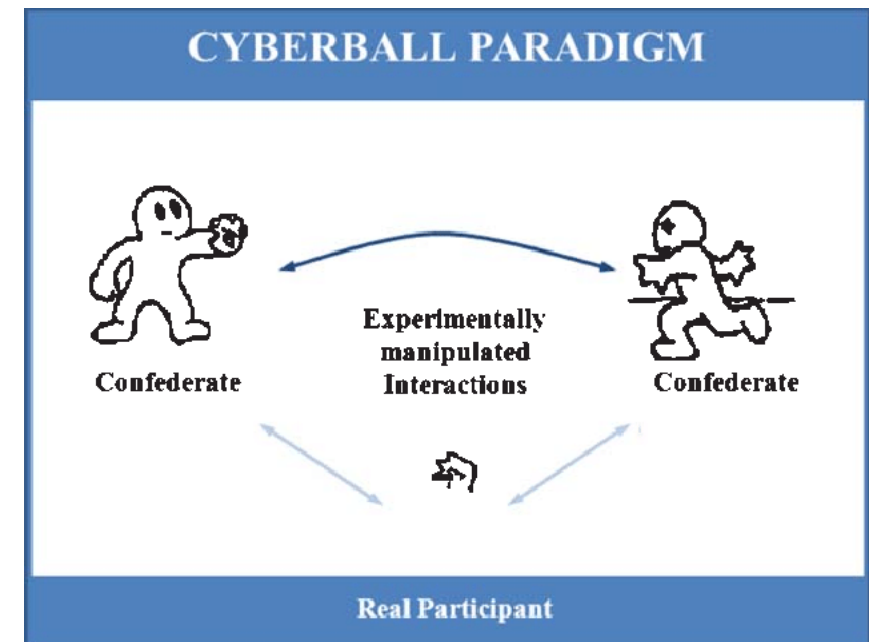 CYBERBALL PARADIGM
Experimentally
manipulated
Interactions
Confederate
Confederate
Real Participant